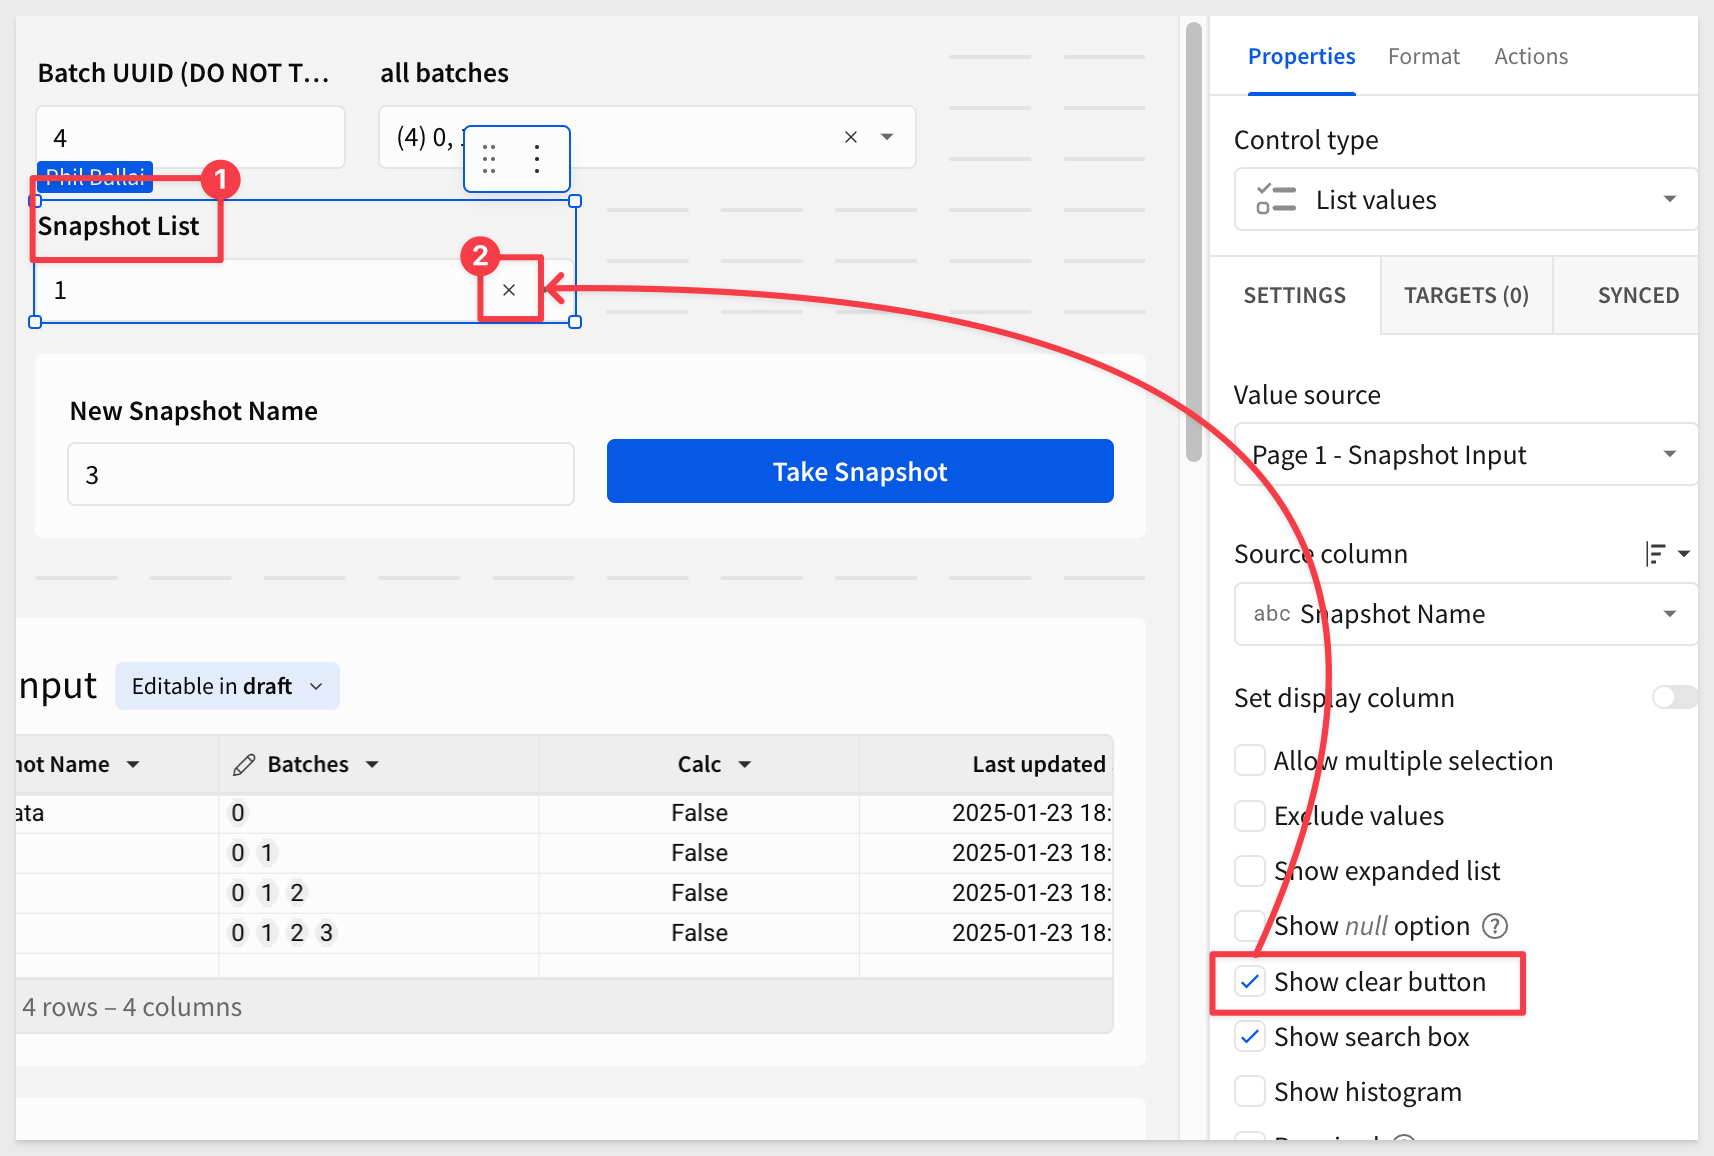 Batch UUID (DO NOT T...
all batches
4
(4) 0,
Phil Ballai
1
Snapshot List
2
1
New Snapshot Name
3
Take Snapshot
nput
Editable in draft
Name
Batches
Calc
Last updated
0
False
2025-01-23 18:
0 1
False
2025-01-23 18:
0 1 2
False
2025-01-23 18:
0 1 2 3
False
2025-01-23 18:
4 rows – 4 columns
Properties
Format
Actions
Control type
List values
SETTINGS
TARGETS (0)
SYNCED
Value source
Page 1 - Snapshot Input
Source column
abc Snapshot Name
Set display column
Allow multiple selection
Exclude values
Show expanded list
Show null option ?
Show clear button
Show search box
Show histogram